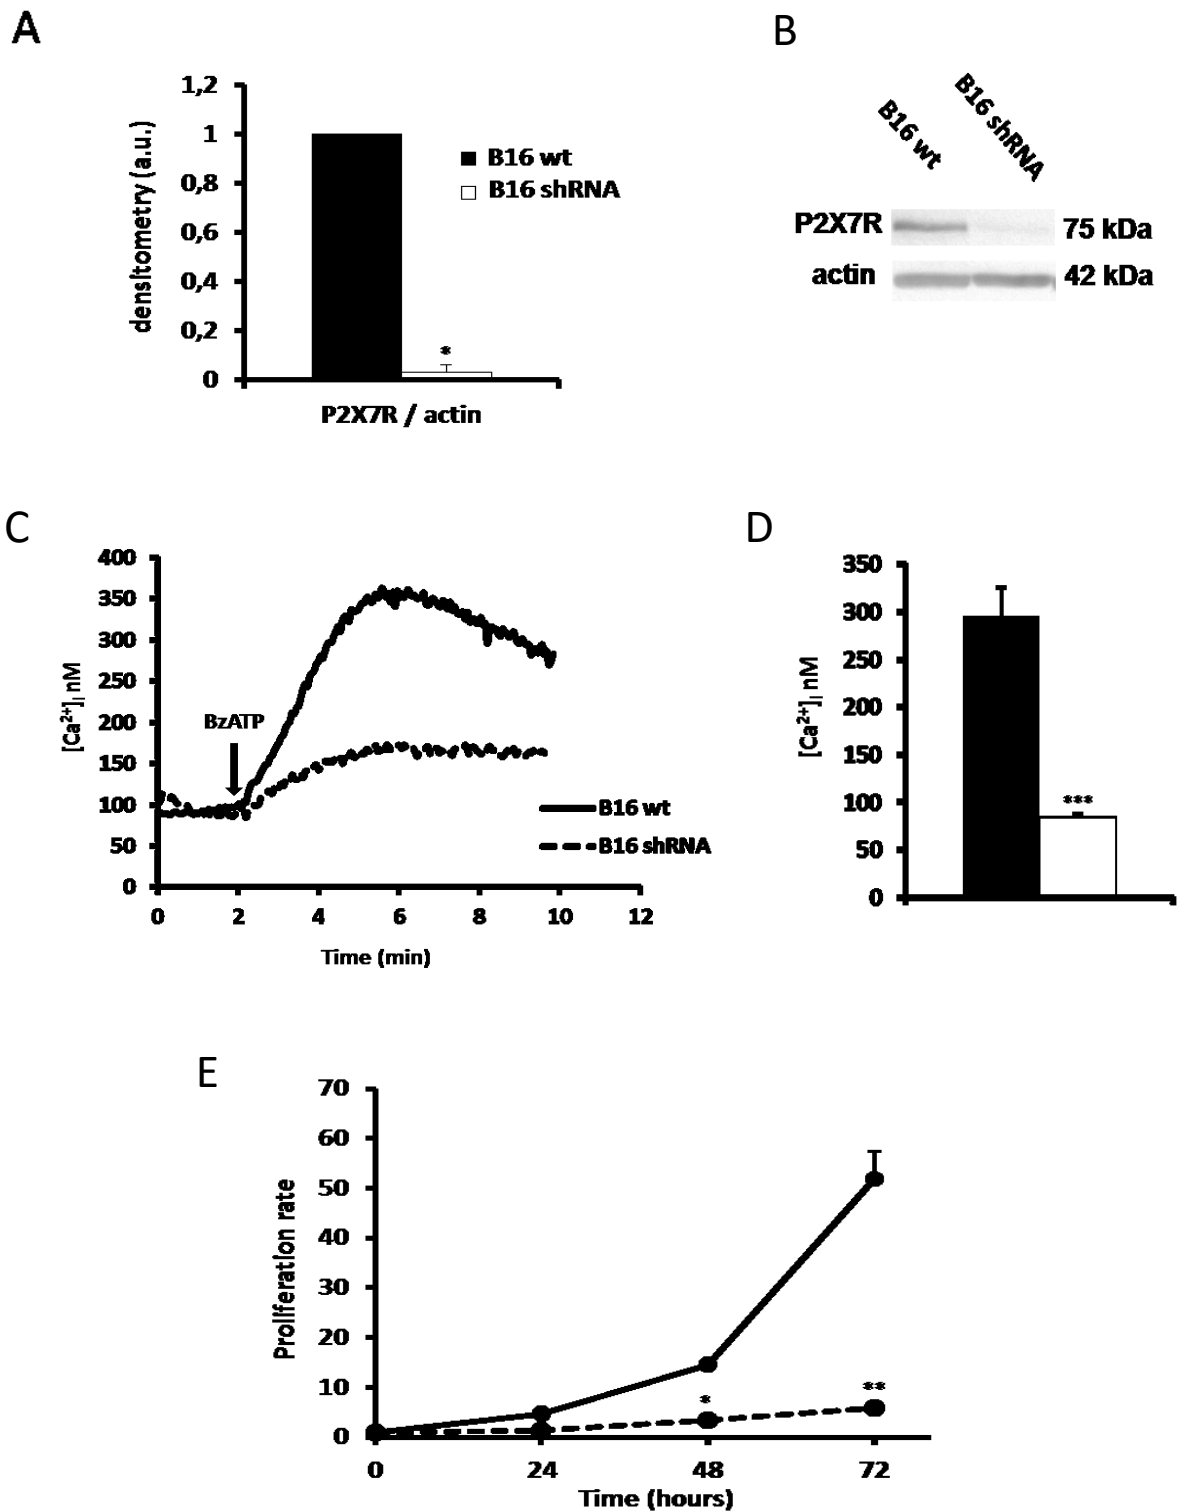 A
1,2
1
0,8
0,6
0,4
0,2
0
densitometry (a.u.)
B16 wt
B16 shRNA
*
P2X7R / actin
B
B16 wt
B16 shRNA
P2X7R
75 kDa
actin
42 kDa
C
400
350
300
250
200
150
100
50
0
[Ca²⁺]ᵢ nM
BzATP
B16 wt
B16 shRNA
0 2 4 6 8 10 12
Time (min)
D
350
300
250
200
150
100
50
0
[Ca²⁺]ᵢ nM
***
E
70
60
50
40
30
20
10
0
Proliferation rate
*
**
0 24 48 72
Time (hours)